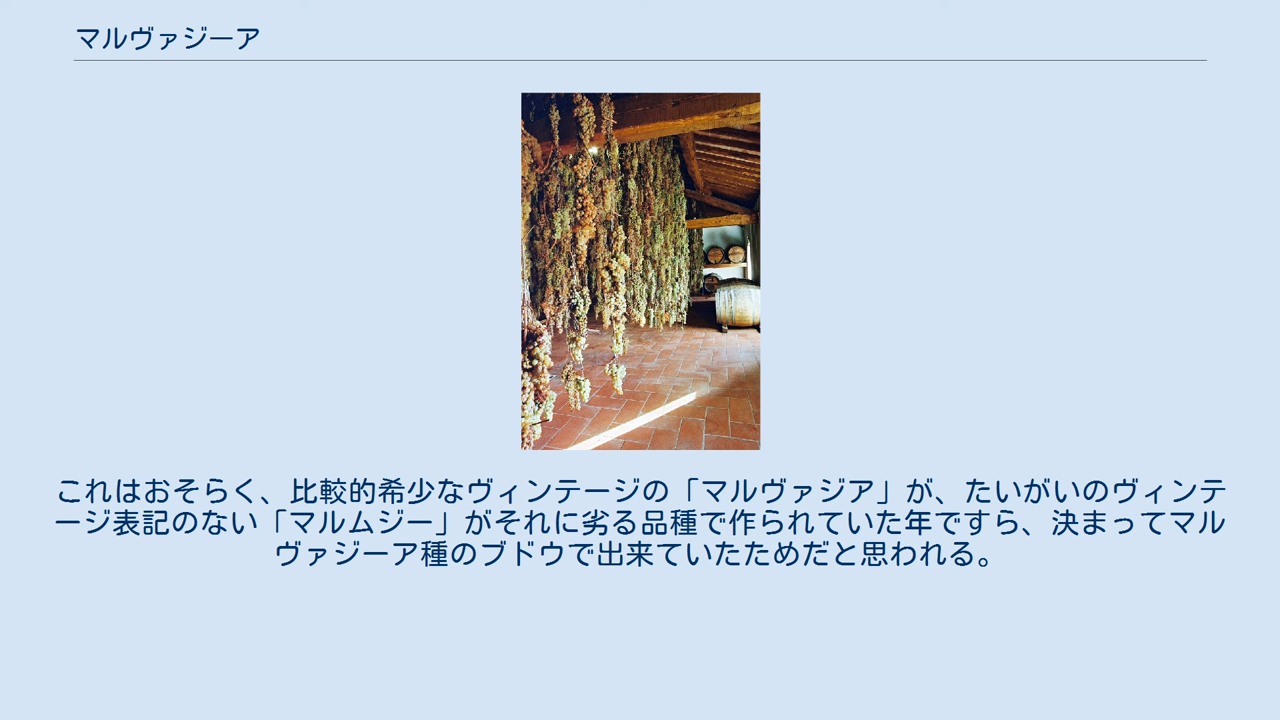 マルヴァジーア
これはおそらく、比較的希少なヴィンテージの「マルヴァジア」が、たいがいのヴィンテ
ージ表記のない「マルムジー」がそれに劣る品種で作られていた年ですら、決まってマル
ヴァジーア種のブドウで出来ていたためだと思われる。